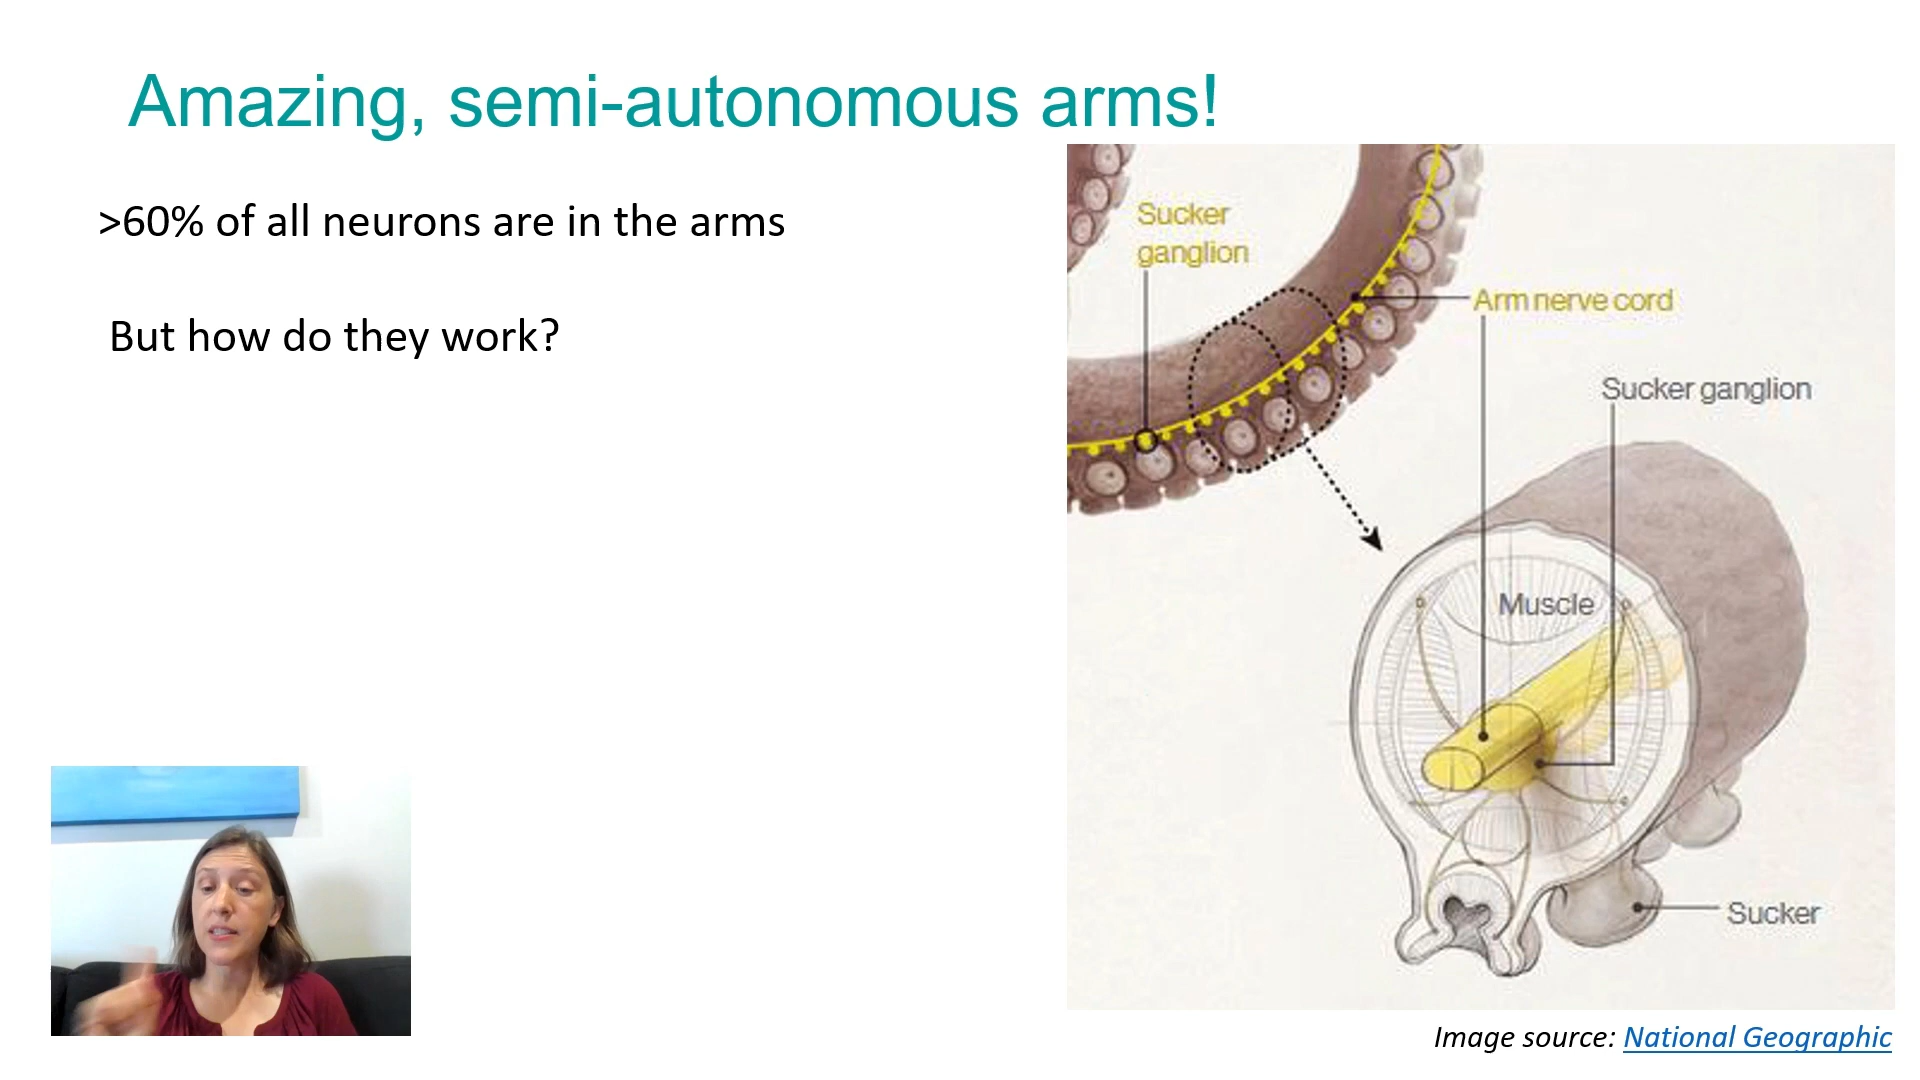 Amazing, semi-autonomous arms!
>60% of all neurons are in the arms
But how do they work?
Sucker
ganglion
Arm nerve cord
Sucker ganglion
Muscle
Sucker
Image source: National Geographic